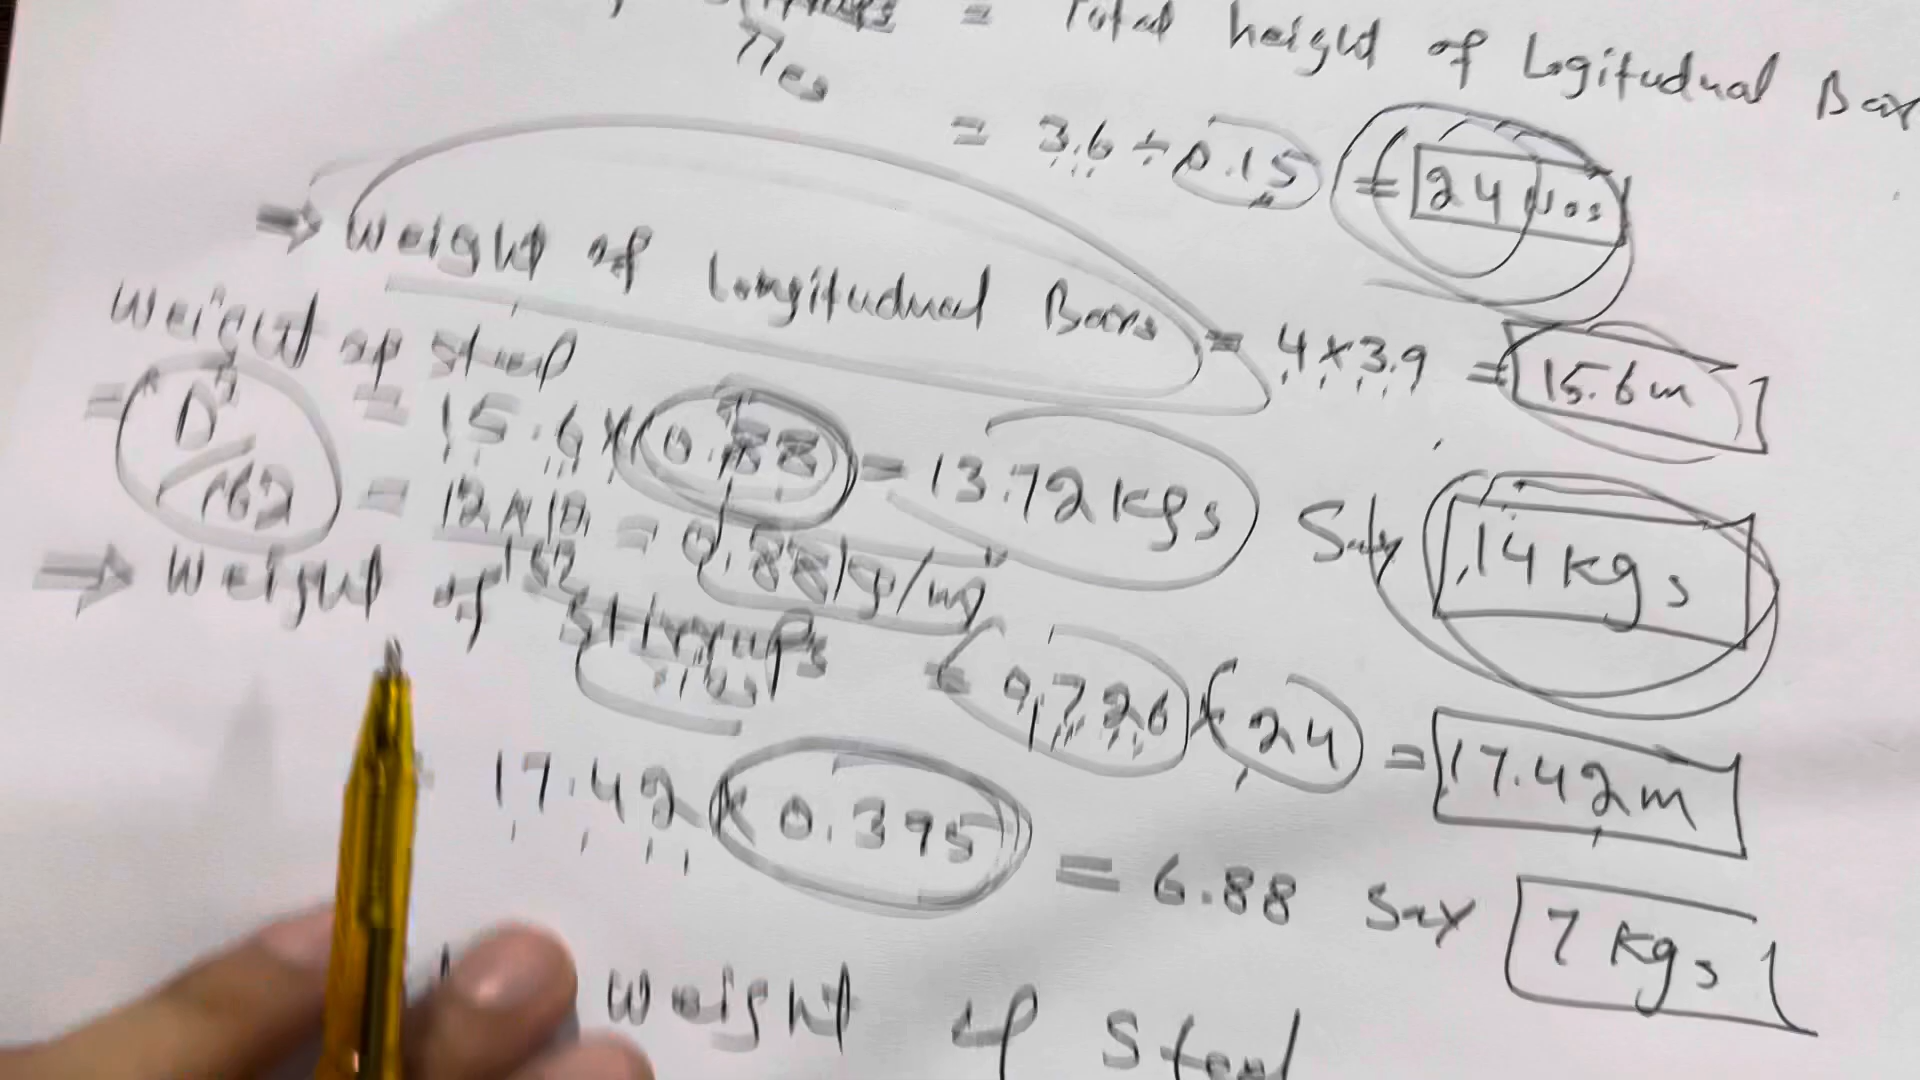 = Total height of Logitudual Bar
Ties
= 3.6 ÷ 0.15 = 24 Nos
⇒ Weight of Longitudual Bars = 4 × 3.9 = 15.6 m
Weight of Steel
= D²/162 = 15.6 × 0.88 = 13.72 Kgs Say 14 kgs
= 12×12/162 = 0.88 kg/m
⇒ Weight of Stirrups = 0.726 × 24 = 17.42 m
17.42 × 0.395 = 6.88 Say 7 Kgs
Weight of Steel